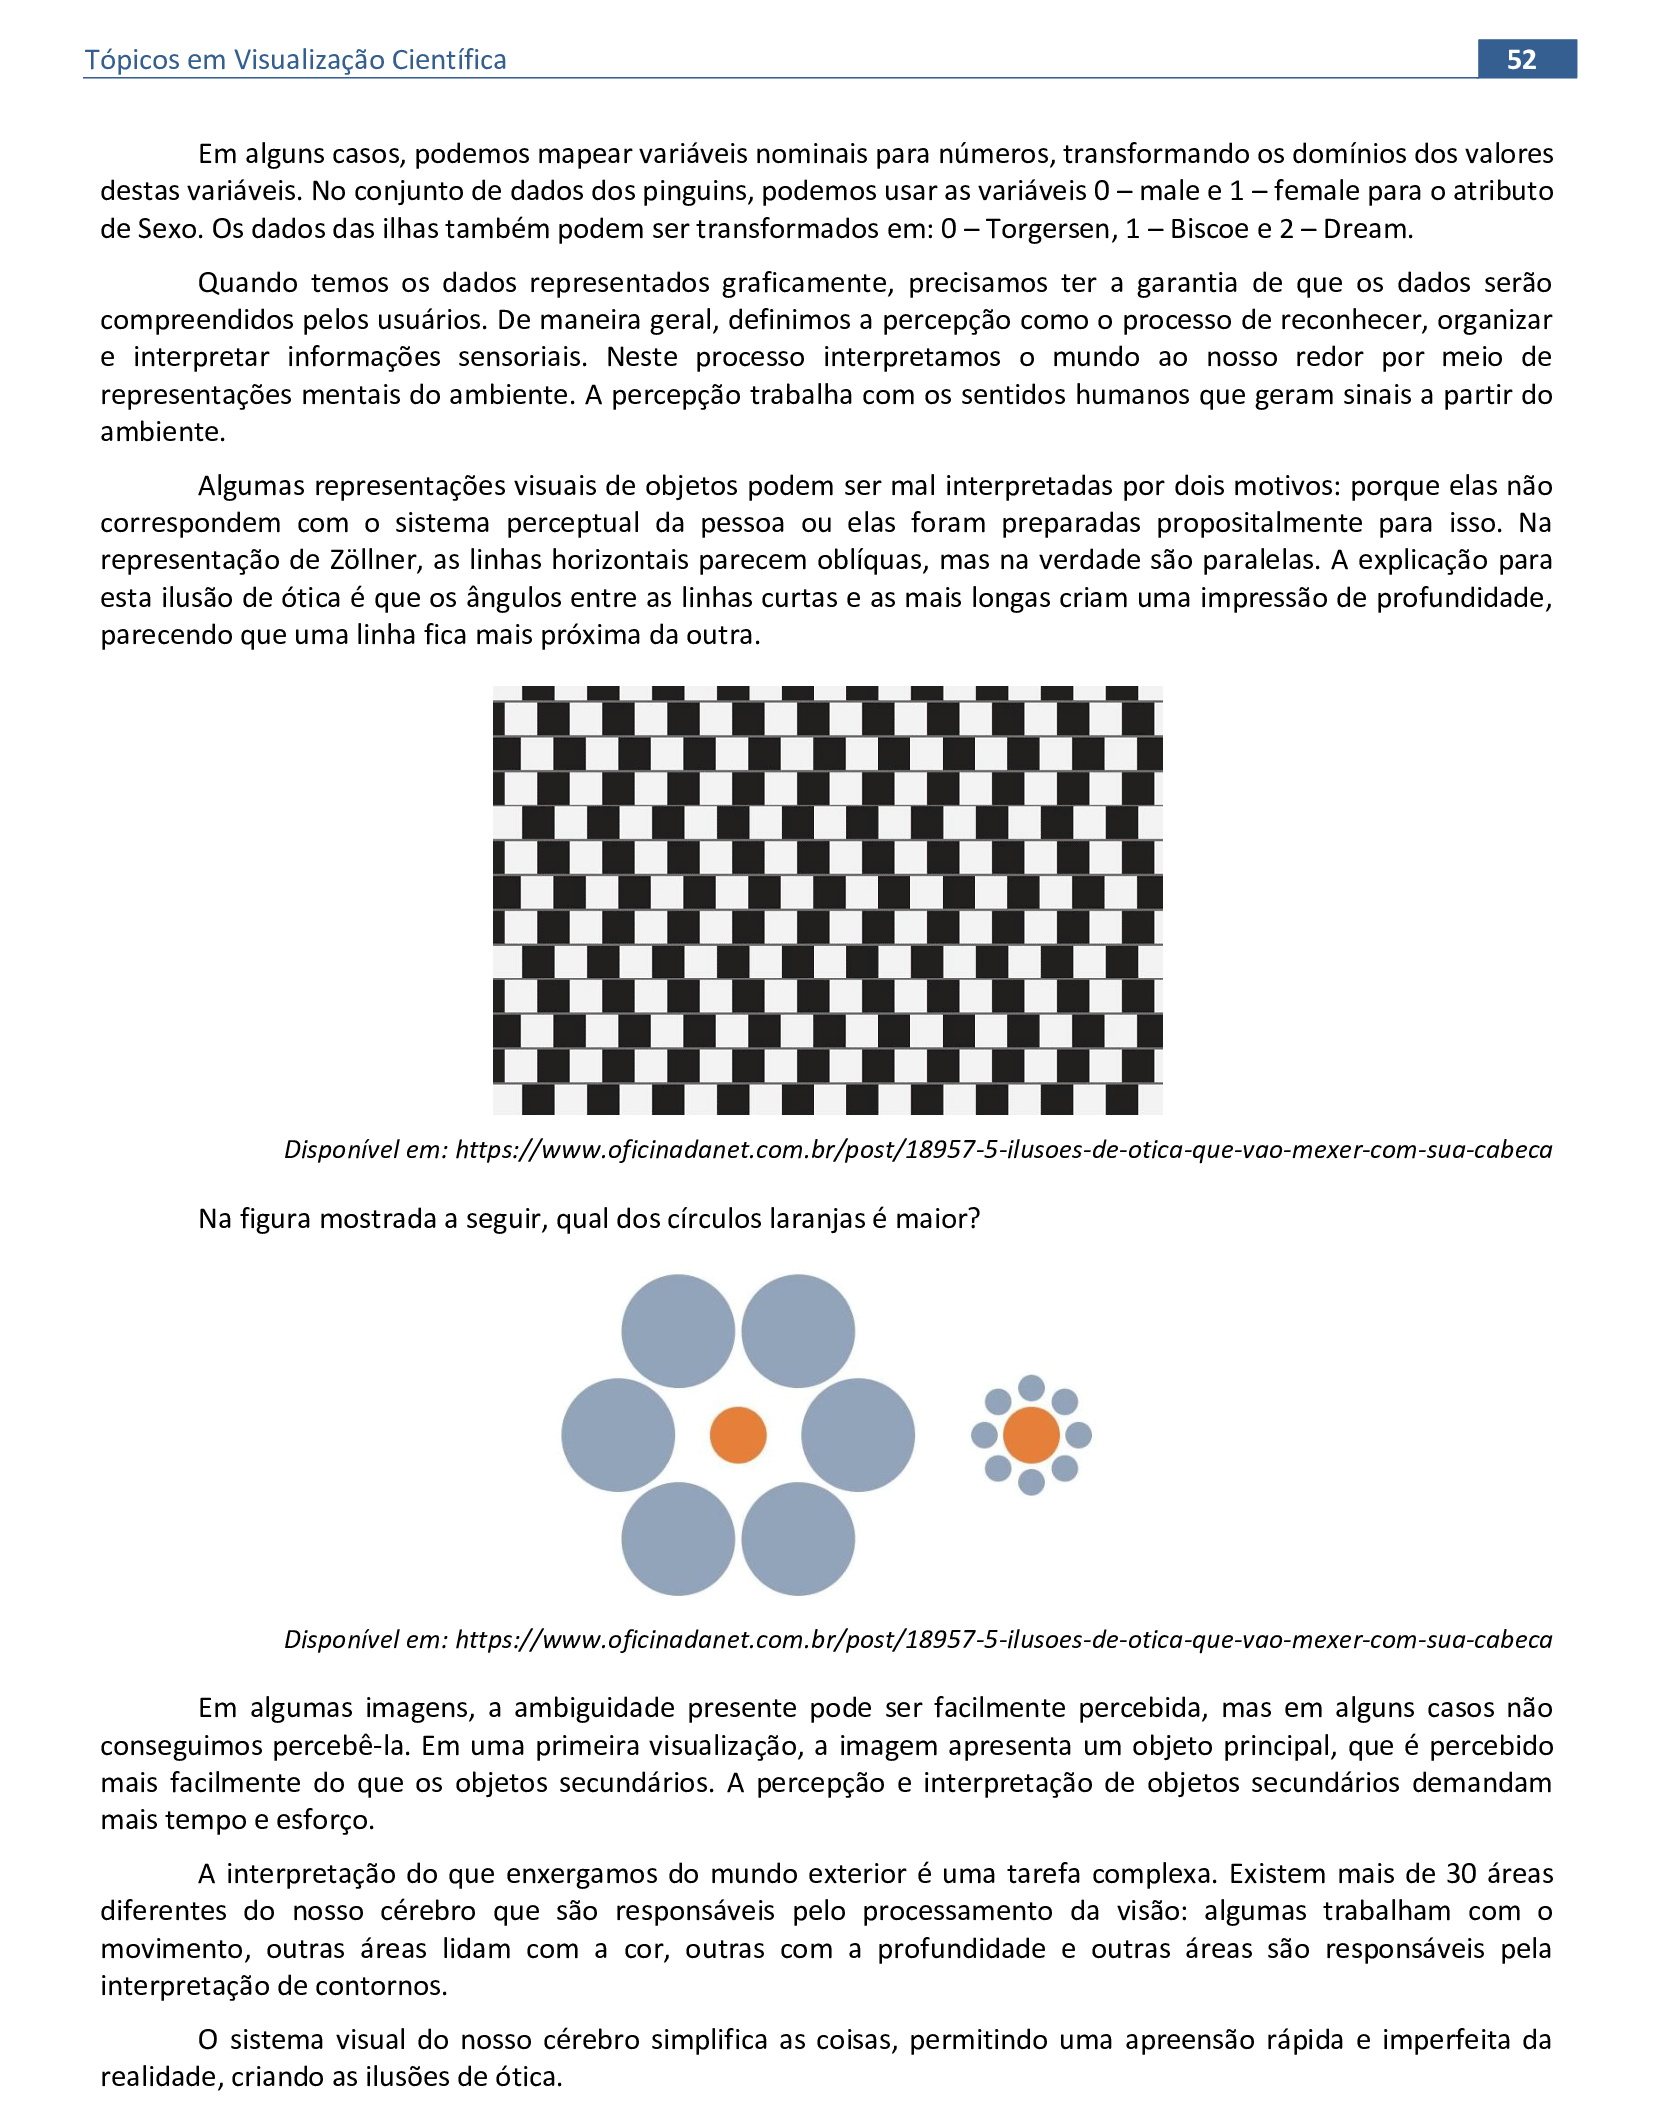 Tópicos em Visualização Científica
52
Em alguns casos, podemos mapear variáveis nominais para números, transformando os domínios dos valores
destas variáveis. No conjunto de dados dos pinguins, podemos usar as variáveis 0 – male e 1 – female para o atributo
de Sexo. Os dados das ilhas também podem ser transformados em: 0 – Torgersen, 1 – Biscoe e 2 – Dream.
Quando temos os dados representados graficamente, precisamos ter a garantia de que os dados serão
compreendidos pelos usuários. De maneira geral, definimos a percepção como o processo de reconhecer, organizar
e interpretar informações sensoriais. Neste processo interpretamos o mundo ao nosso redor por meio de
representações mentais do ambiente. A percepção trabalha com os sentidos humanos que geram sinais a partir do
ambiente.
Algumas representações visuais de objetos podem ser mal interpretadas por dois motivos: porque elas não
correspondem com o sistema perceptual da pessoa ou elas foram preparadas propositalmente para isso. Na
representação de Zöllner, as linhas horizontais parecem oblíquas, mas na verdade são paralelas. A explicação para
esta ilusão de ótica é que os ângulos entre as linhas curtas e as mais longas criam uma impressão de profundidade,
parecendo que uma linha fica mais próxima da outra.
Disponível em: https://www.oficinadanet.com.br/post/18957-5-ilusoes-de-otica-que-vao-mexer-com-sua-cabeca
Na figura mostrada a seguir, qual dos círculos laranjas é maior?
Disponível em: https://www.oficinadanet.com.br/post/18957-5-ilusoes-de-otica-que-vao-mexer-com-sua-cabeca
Em algumas imagens, a ambiguidade presente pode ser facilmente percebida, mas em alguns casos não
conseguimos percebê-la. Em uma primeira visualização, a imagem apresenta um objeto principal, que é percebido
mais facilmente do que os objetos secundários. A percepção e interpretação de objetos secundários demandam
mais tempo e esforço.
A interpretação do que enxergamos do mundo exterior é uma tarefa complexa. Existem mais de 30 áreas
diferentes do nosso cérebro que são responsáveis pelo processamento da visão: algumas trabalham com o
movimento, outras áreas lidam com a cor, outras com a profundidade e outras áreas são responsáveis pela
interpretação de contornos.
O sistema visual do nosso cérebro simplifica as coisas, permitindo uma apreensão rápida e imperfeita da
realidade, criando as ilusões de ótica.